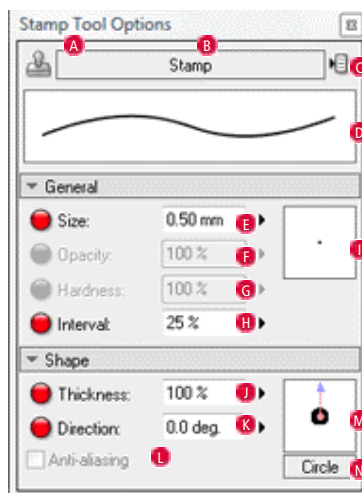 Stamp Tool Options
A
B
Stamp
C
D
General
Size: 0.50 mm E
Opacity: 100 % F
Hardness: 100 % G
Interval: 25 % H
I
Shape
Thickness: 100 % J
Direction: 0.0 deg. K
Anti-aliasing L
M
Circle N